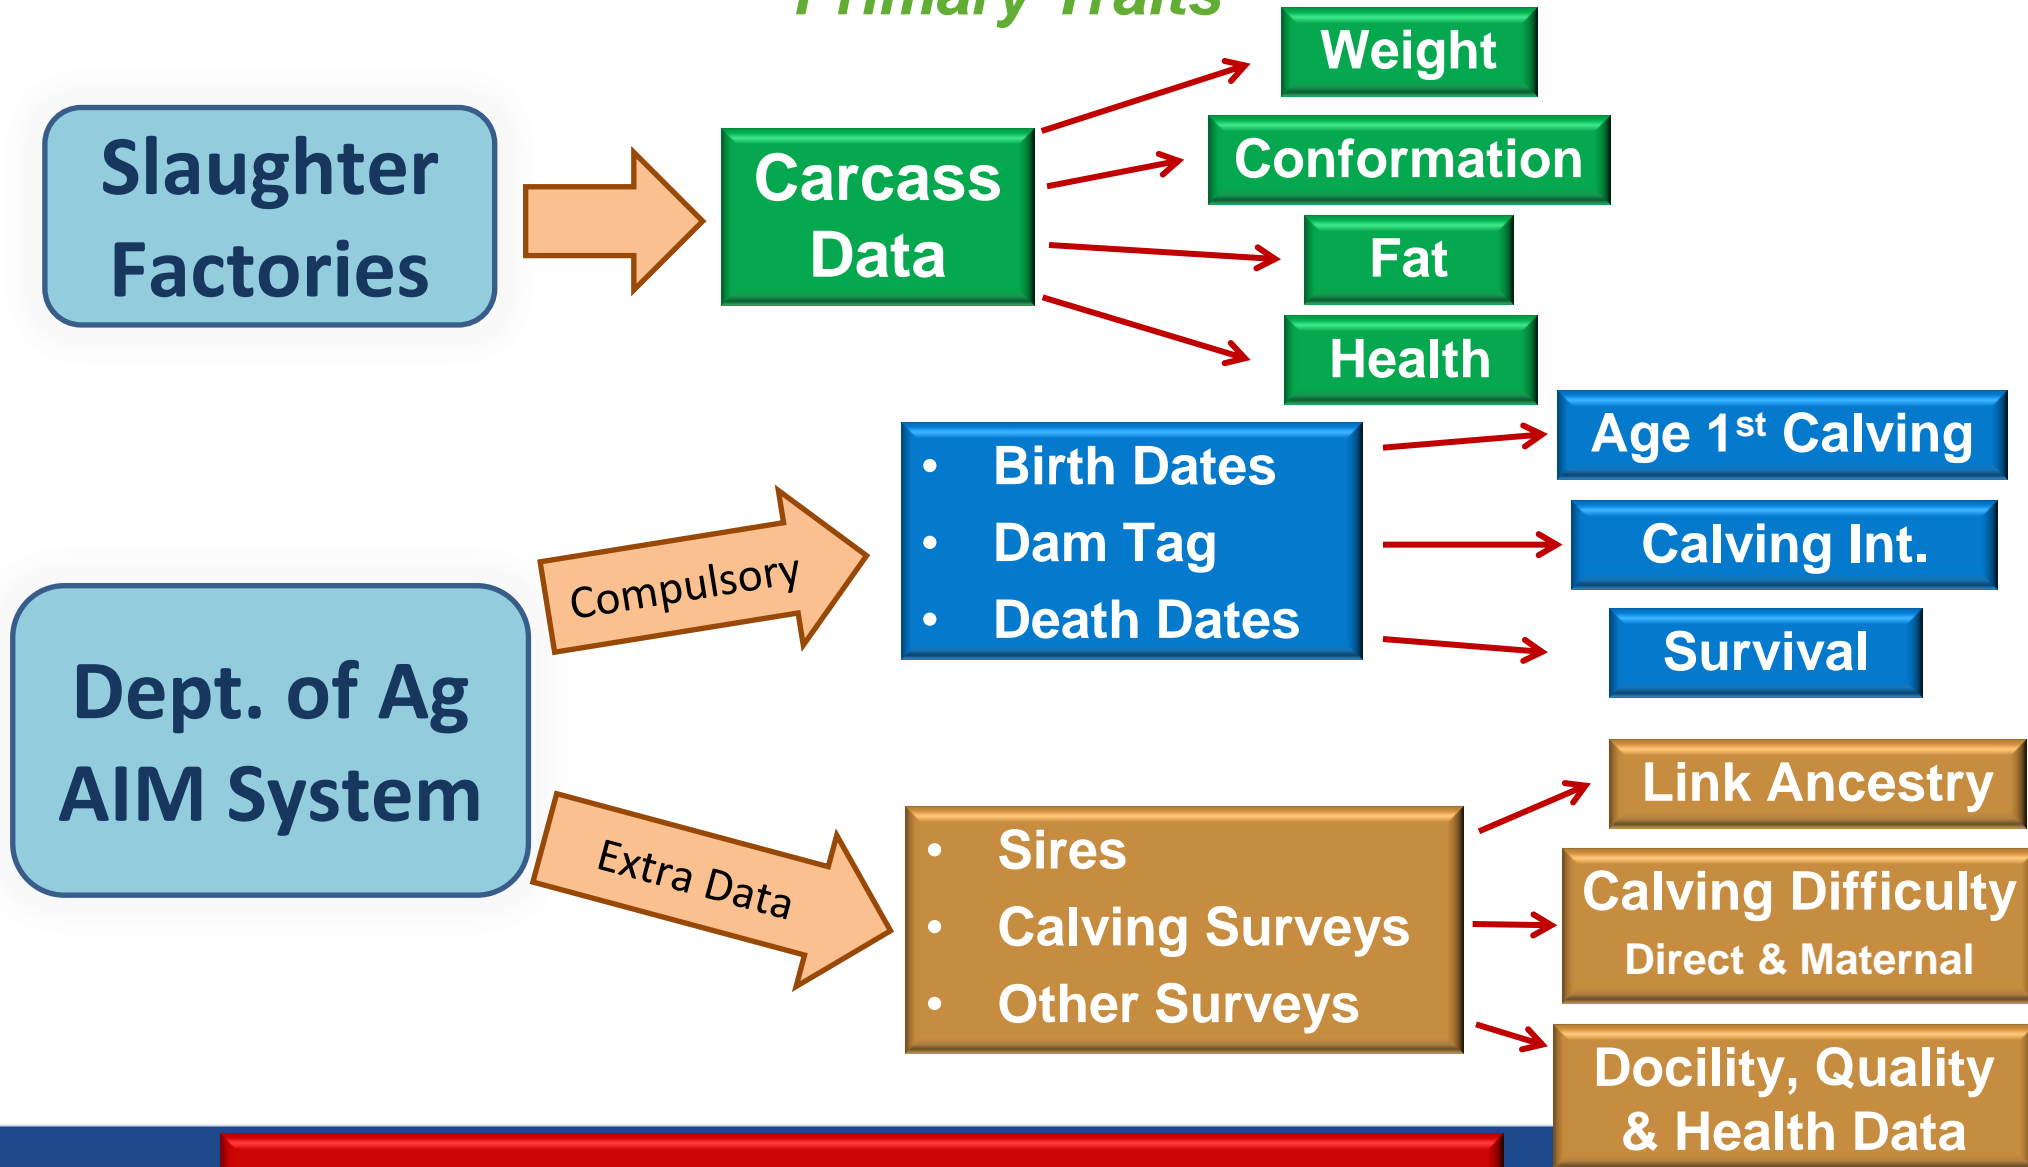 Primary Traits
Slaughter
Factories
Carcass
Data
Weight
Conformation
Fat
Health
Dept. of Ag
AIM System
Compulsory
• Birth Dates
• Dam Tag
• Death Dates
Age 1st Calving
Calving Int.
Survival
Extra Data
• Sires
• Calving Surveys
• Other Surveys
Link Ancestry
Calving Difficulty
Direct & Maternal
Docility, Quality
& Health Data